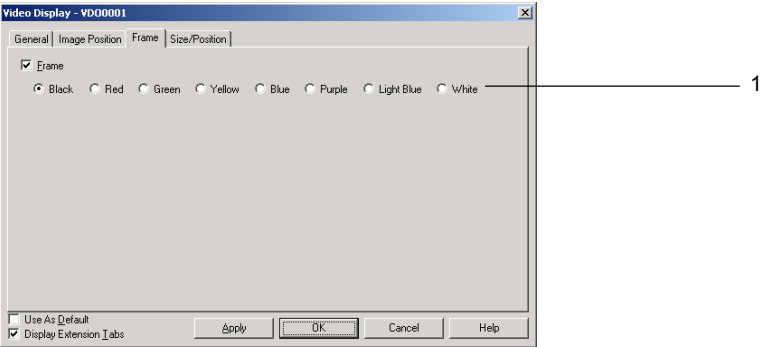 Video Display - VDO0001
General Image Position Frame Size/Position
Frame
Black Red Green Yellow Blue Purple Light Blue White
1
Use As Default
Display Extension Tabs
Apply OK Cancel Help